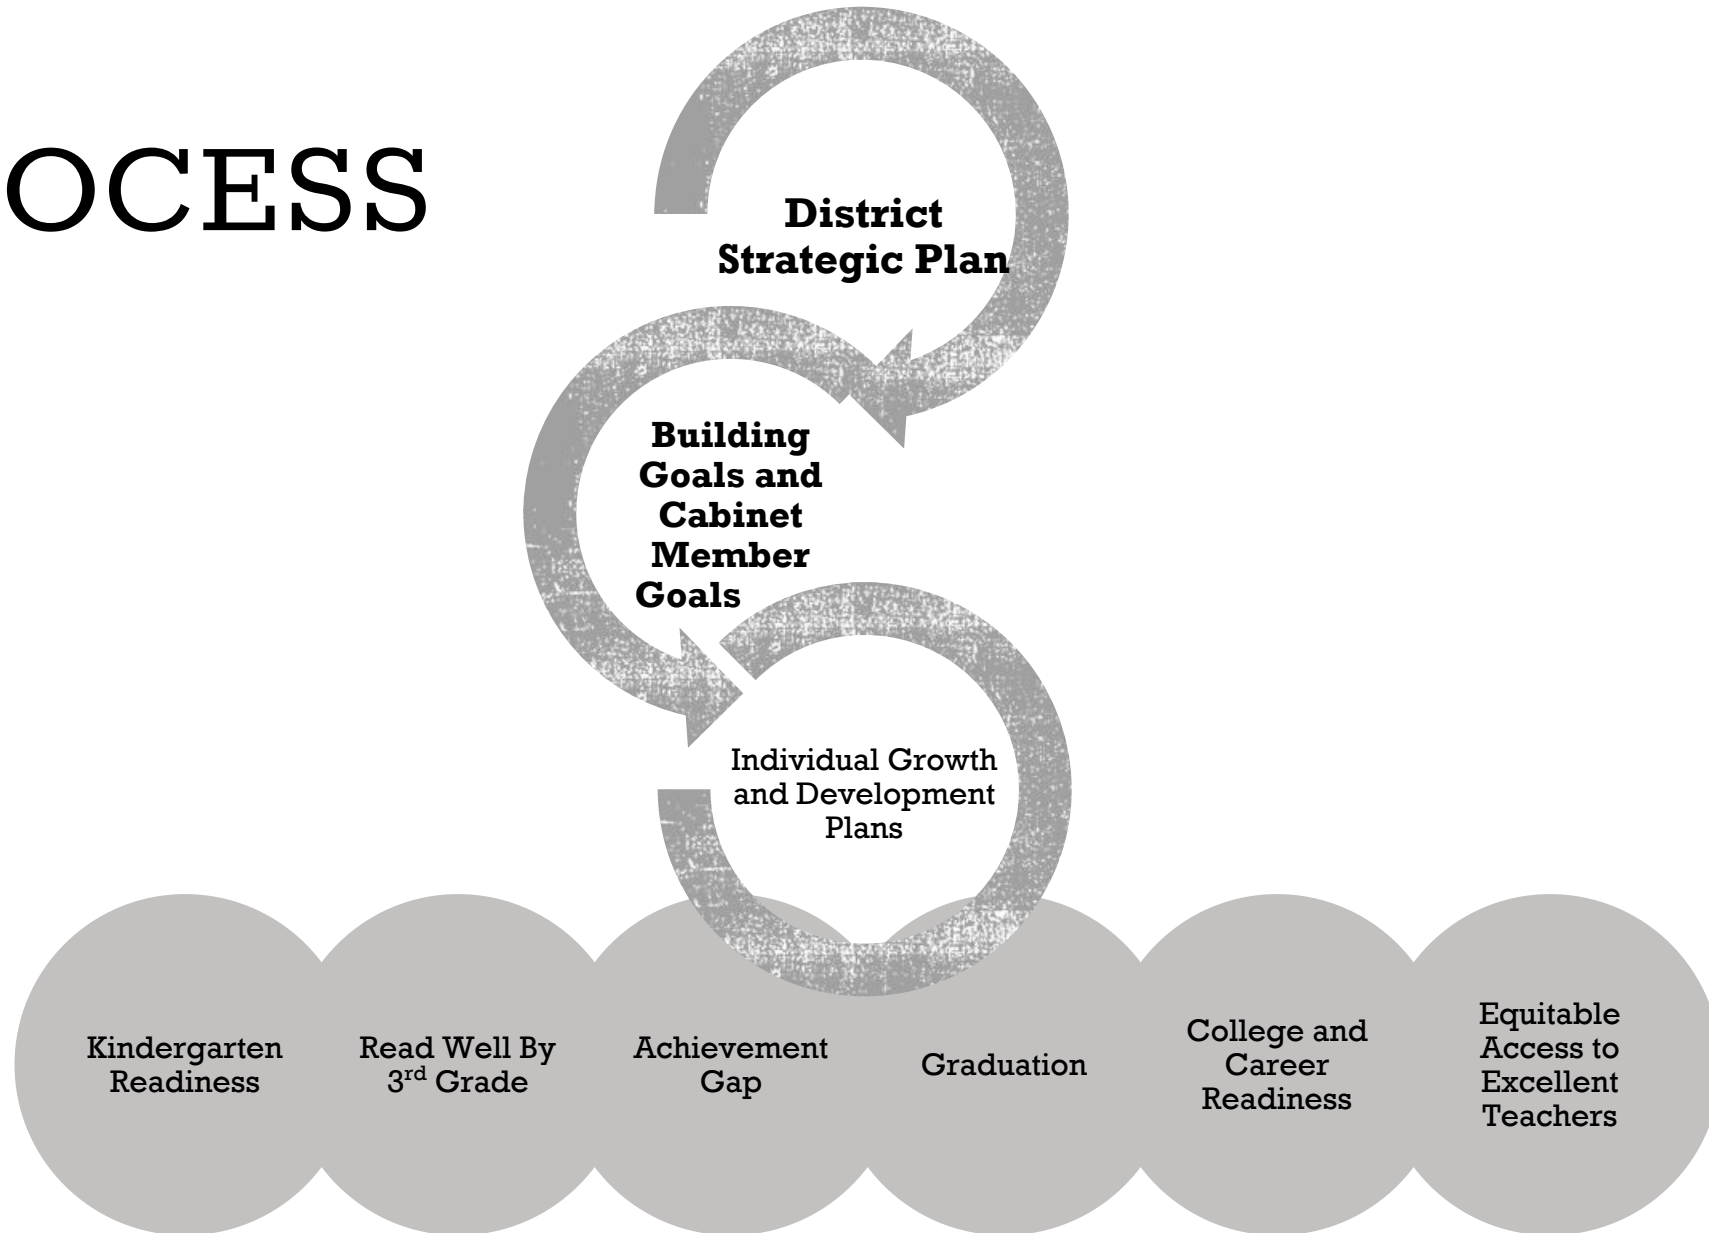 OCESS
District
Strategic Plan
Building
Goals and
Cabinet
Member
Goals
Individual Growth
and Development
Plans
Kindergarten
Readiness
Read Well By
3rd Grade
Achievement
Gap
Graduation
College and
Career
Readiness
Equitable
Access to
Excellent
Teachers